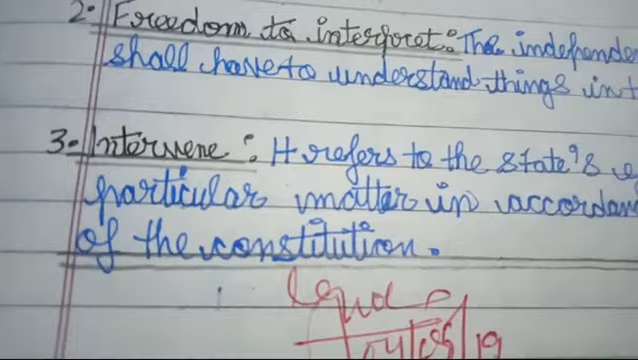 2. Freedom to interpret: The independe
shall have to understand things in t
3. Intervene: It refers to the state's e
particular matter in accordan
of the constitution.